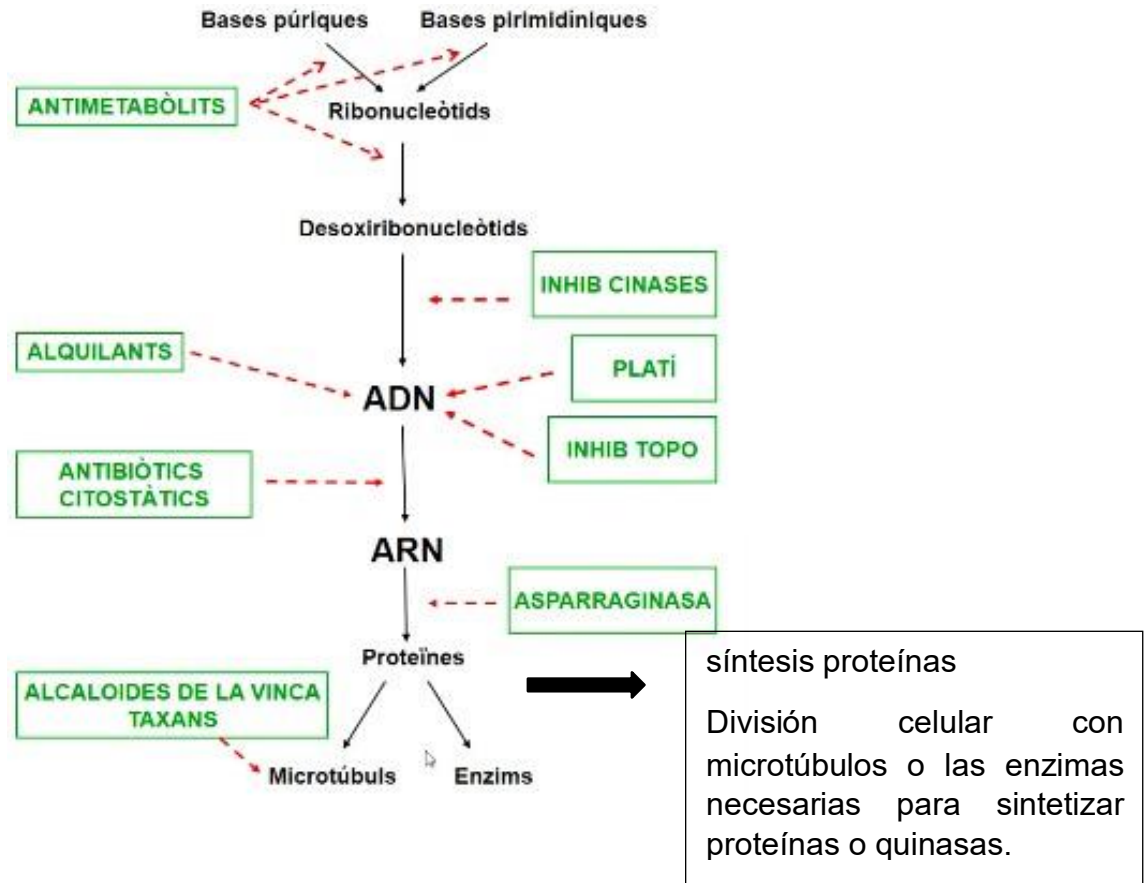 Bases púriques
Bases pirimidíniques
ANTIMETABÒLITS
Ribonucleòtids
Desoxiribonucleòtids
INHIB CINASES
ALQUILANTS
PLATÍ
ADN
INHIB TOPO
ANTIBIÒTICS
CITOSTÀTICS
ARN
ASPARRAGINASA
Proteïnes
síntesis proteínas
ALCALOIDES DE LA VINCA
TAXANS
División celular con
microtúbulos o las enzimas
necesarias para sintetizar
proteínas o quinasas.
Microtúbuls
Enzims